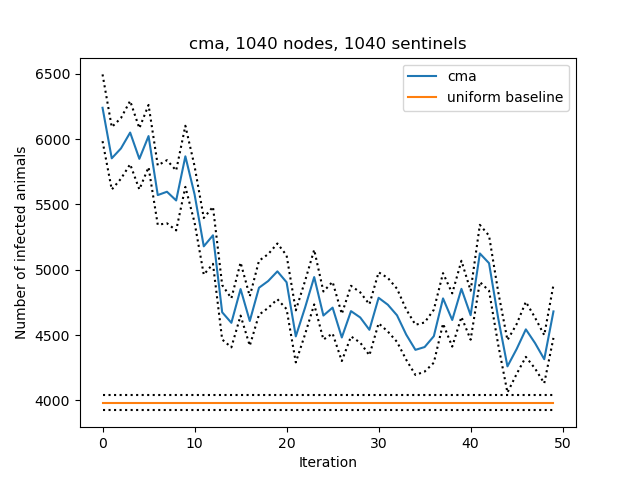 cma, 1040 nodes, 1040 sentinels
cma
uniform baseline
Number of infected animals
6500
6000
5500
5000
4500
4000
0 10 20 30 40 50
Iteration